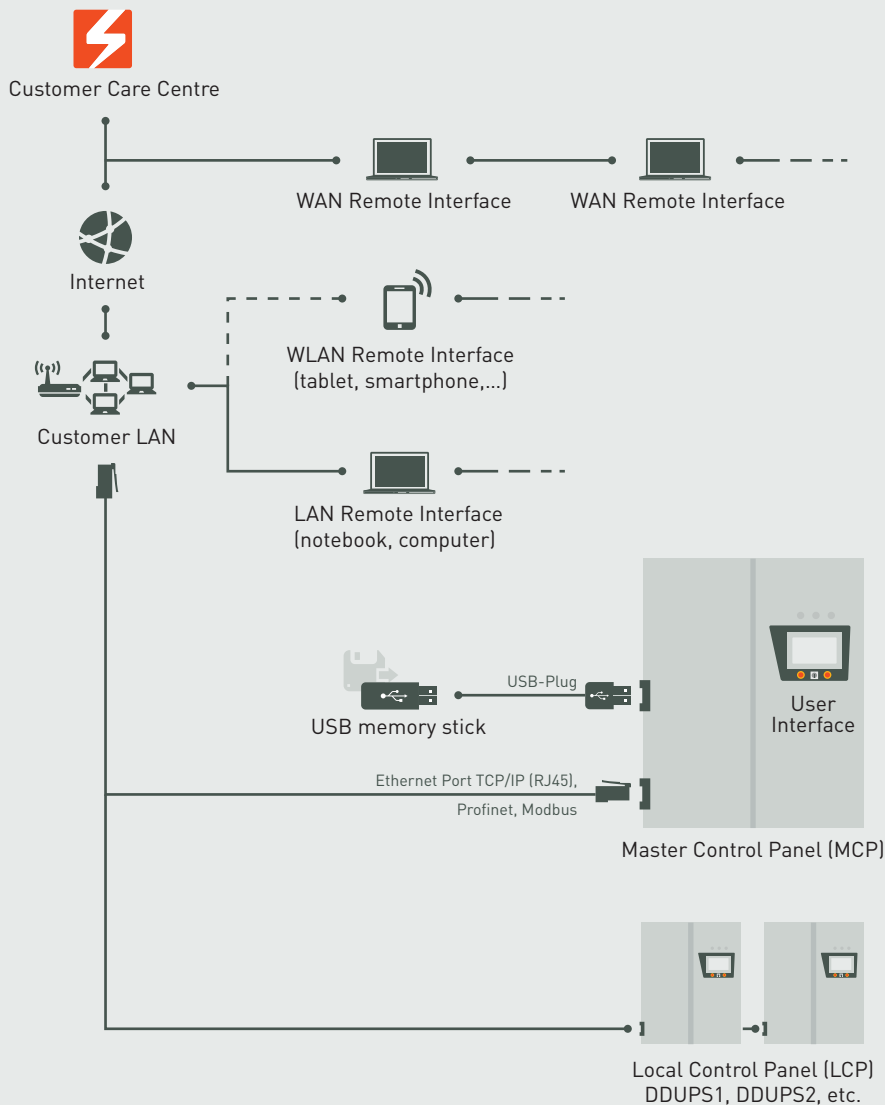 Customer Care Centre
WAN Remote Interface
WAN Remote Interface
Internet
WLAN Remote Interface
(tablet, smartphone,...)
Customer LAN
LAN Remote Interface
(notebook, computer)
USB-Plug
USB memory stick
User
Interface
Ethernet Port TCP/IP (RJ45),
Profinet, Modbus
Master Control Panel (MCP)
Local Control Panel (LCP)
DDUPS1, DDUPS2, etc.